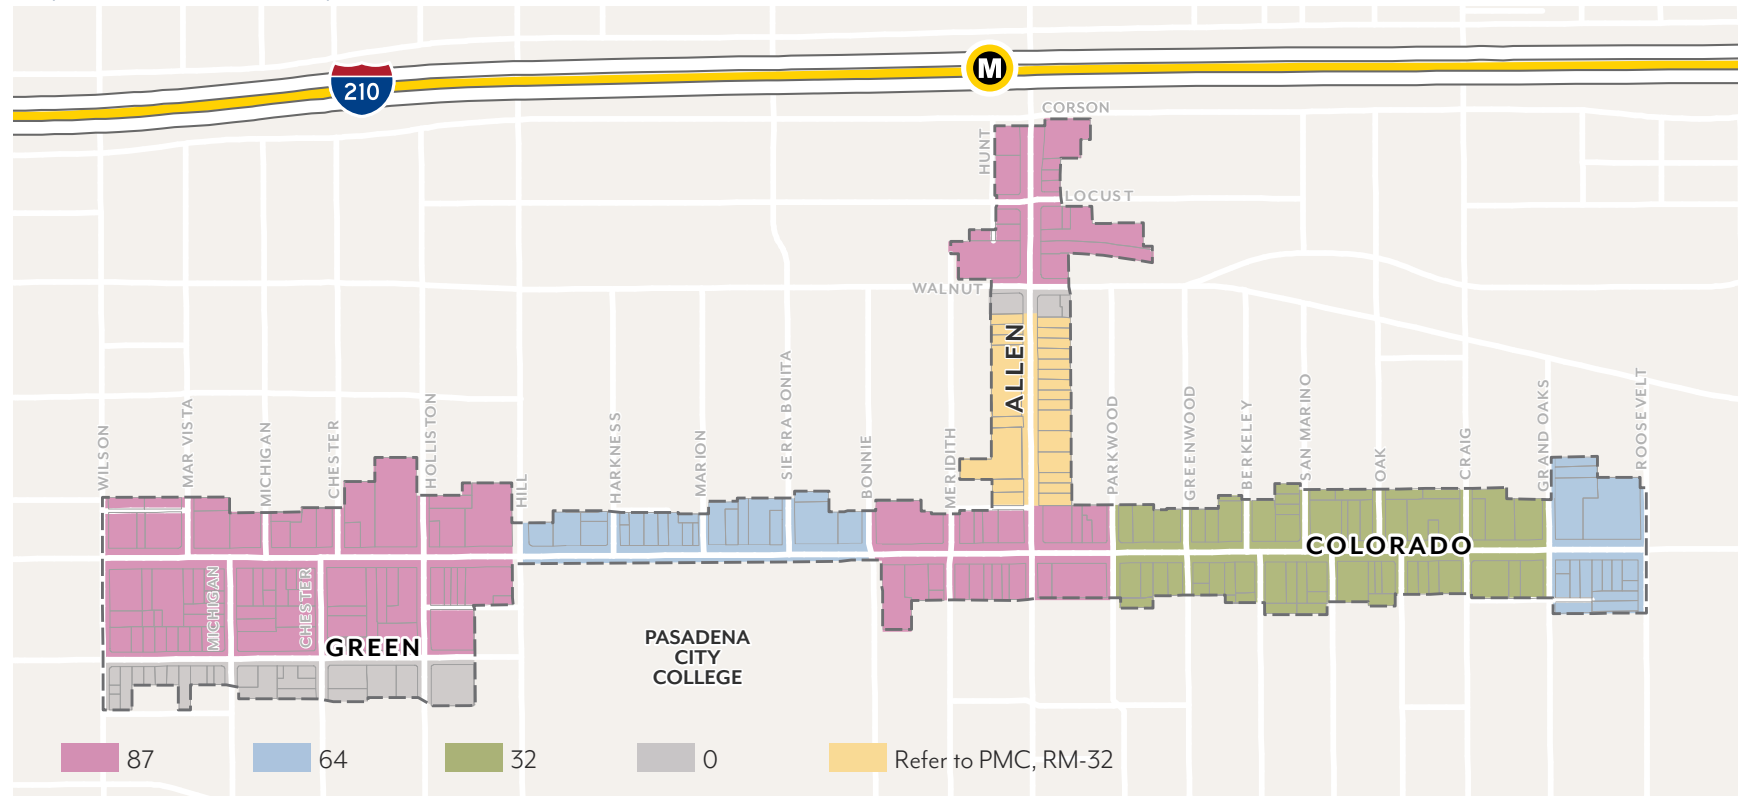 M
210
CORSON
HUNT
LOCUST
WALNUT
ALLEN
WILSON
MAR VISTA
MICHIGAN
CHESTER
HOLLISTON
HILL
HARKNESS
MARION
SIERRA BONITA
BONNIE
MERIDITH
PARKWOOD
GREENWOOD
BERKELEY
SAN MARINO
OAK
CRAIG
GRAND OAKS
ROOSEVELT
COLORADO
MICHIGAN
CHESTER
GREEN
PASADENA
CITY
COLLEGE
87
64
32
0
Refer to PMC, RM-32